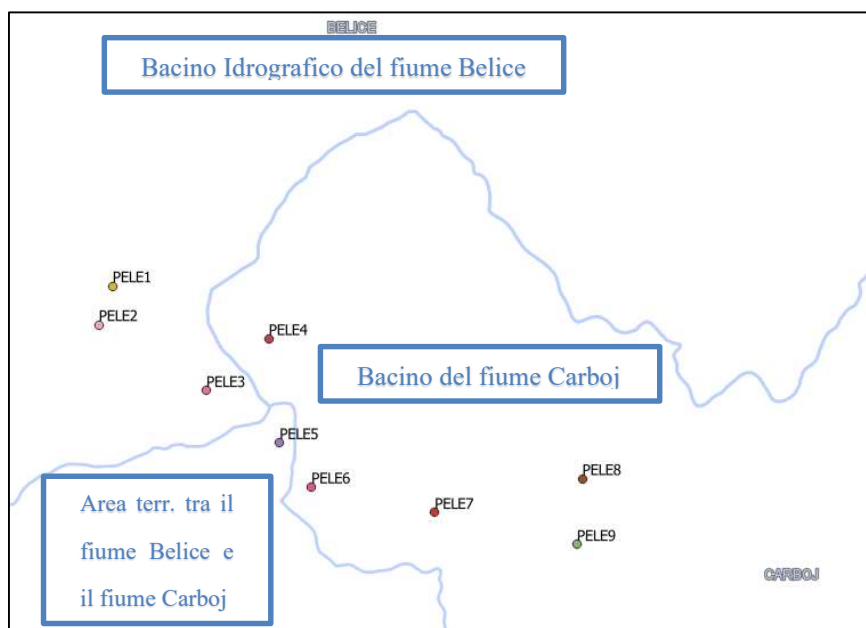 BELICE
Bacino Idrografico del fiume Belice
PELE1
PELE2
PELE4
Bacino del fiume Carboj
PELE3
PELE5
PELE8
PELE6
Area terr. tra il
PELE7
fiume Belice e
PELE9
il fiume Carboj
CARBOJ